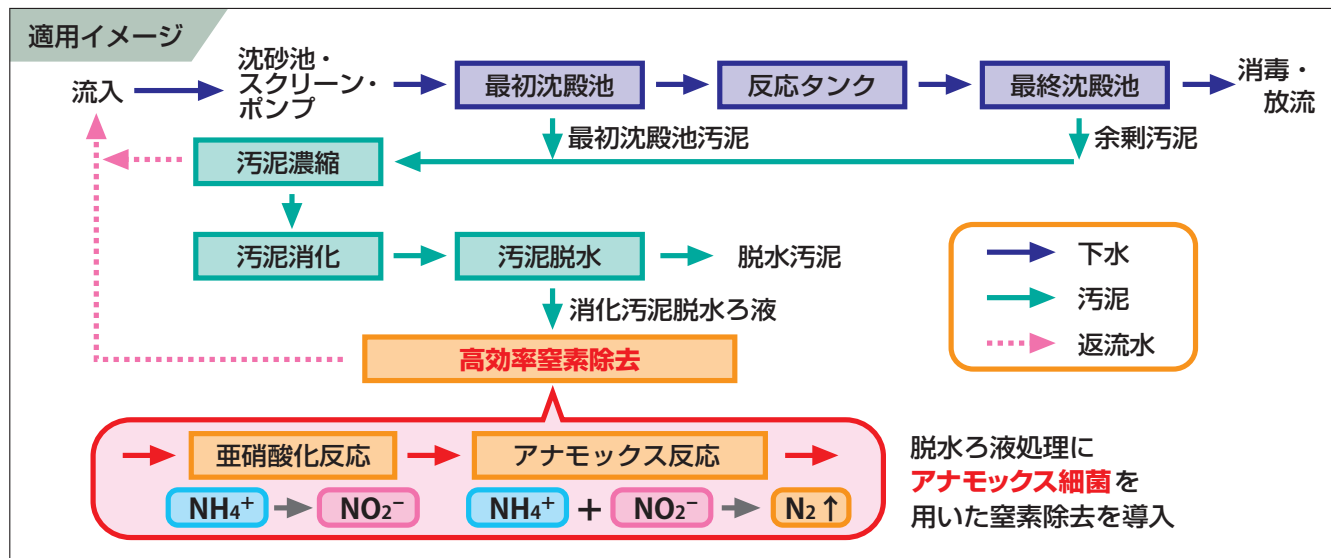 適用イメージ
流入
沈砂池・
スクリーン・
ポンプ
最初沈殿池
反応タンク
最終沈殿池
消毒・
放流
最初沈殿池汚泥
余剰汚泥
汚泥濃縮
汚泥消化
汚泥脱水
脱水汚泥
消化汚泥脱水ろ液
高効率窒素除去
下水
汚泥
返流水
亜硝酸化反応
アナモックス反応
NH₄⁺
NO₂⁻
NH₄⁺ + NO₂⁻
N₂↑
脱水ろ液処理に
アナモックス細菌を
用いた窒素除去を導入